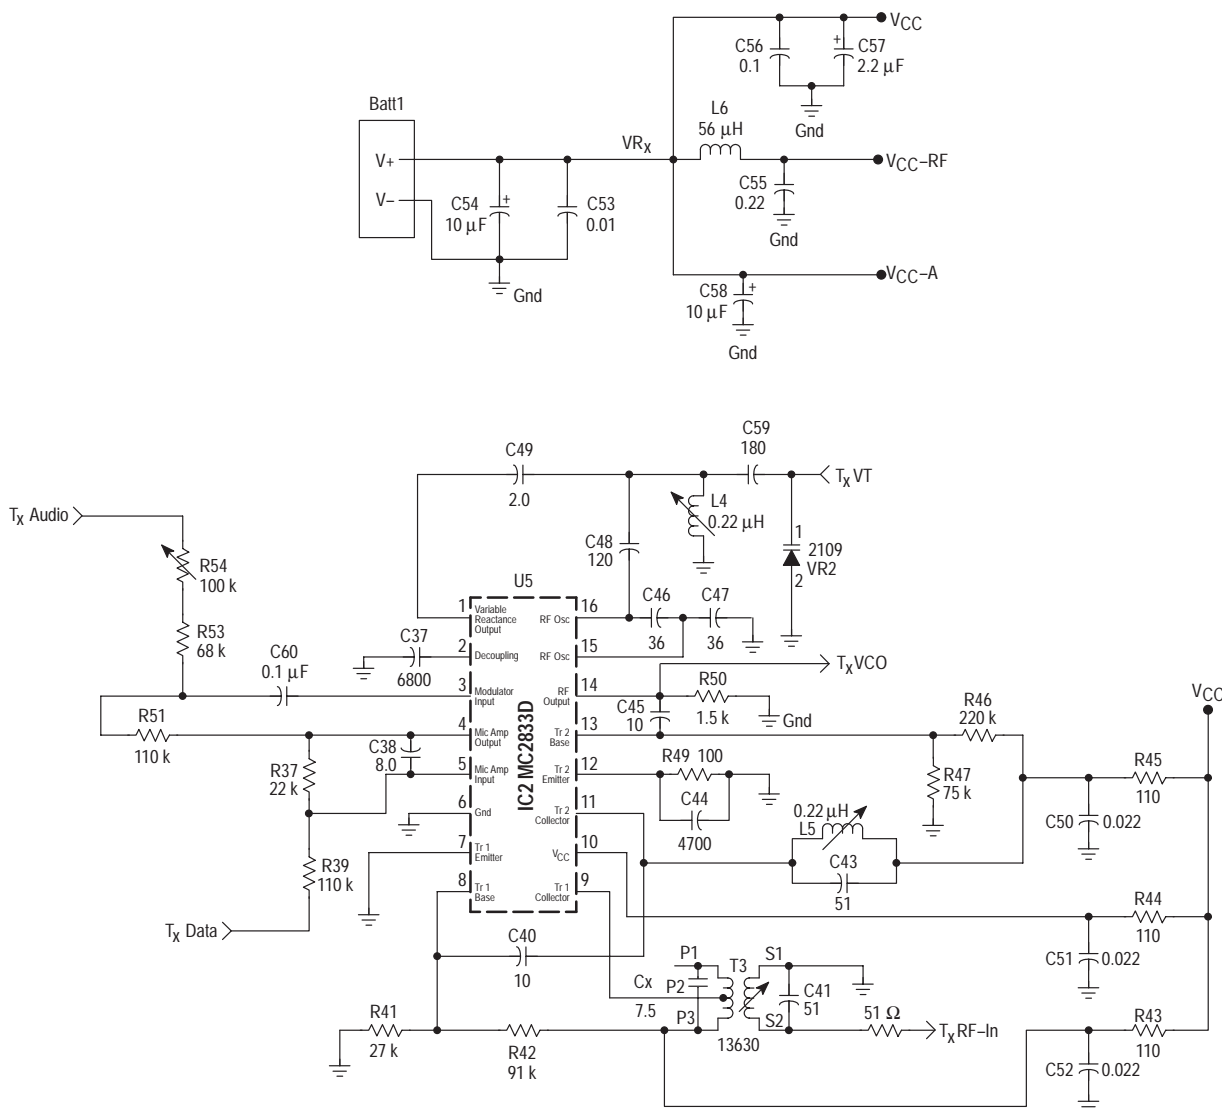 VCC
C56
0.1
C57
2.2 µF
+
Gnd
Batt1
V+
V–
VRx
L6
56 µH
VCC–RF
C54
10 µF
+
C53
0.01
C55
0.22
Gnd
Gnd
VCC–A
C58
10 µF
+
Gnd
C49
2.0
C59
180
Tx VT
Tx Audio
R54
100 k
C48
120
L4
0.22 µH
1
2
2109
VR2
U5
IC2 MC2833D
1 Variable Reactance Output
2 Decoupling
3 Modulator Input
4 Mic Amp Output
5 Mic Amp Input
6 Gnd
7 Tr 1 Emitter
8 Tr 1 Base
RF Osc 16
RF Osc 15
RF Output 14
Tr 2 Base 13
Tr 2 Emitter 12
Tr 2 Collector 11
VCC 10
Tr 1 Collector 9
C46
36
C47
36
R53
68 k
C60
0.1 µF
C37
6800
TxVCO
R50
1.5 k
Gnd
C45
10
R51
110 k
C38
8.0
R37
22 k
R49 100
C44
4700
R46
220 k
R47
75 k
VCC
R45
110
C50
0.022
0.22 µH
L5
C43
51
R39
110 k
Tx Data
R44
110
C51
0.022
C40
10
P1
P2
P3
Cx
7.5
T3
S1
S2
13630
C41
51
51 Ω
TxRF–In
R41
27 k
R42
91 k
R43
110
C52
0.022